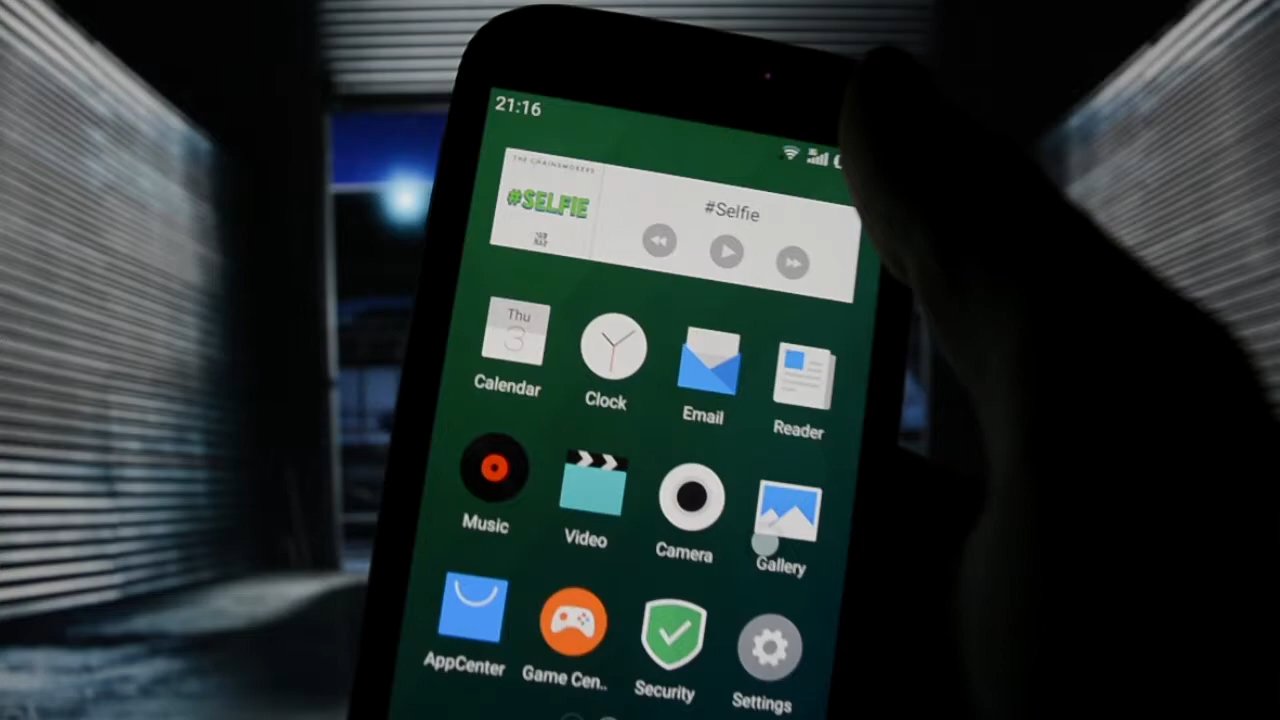 21:16
THE CHAINSMOKERS
#SELFIE
#Selfie
Thu
3
Calendar
Clock
Email
Reader
Music
Video
Camera
Gallery
AppCenter
Game Cen..
Security
Settings